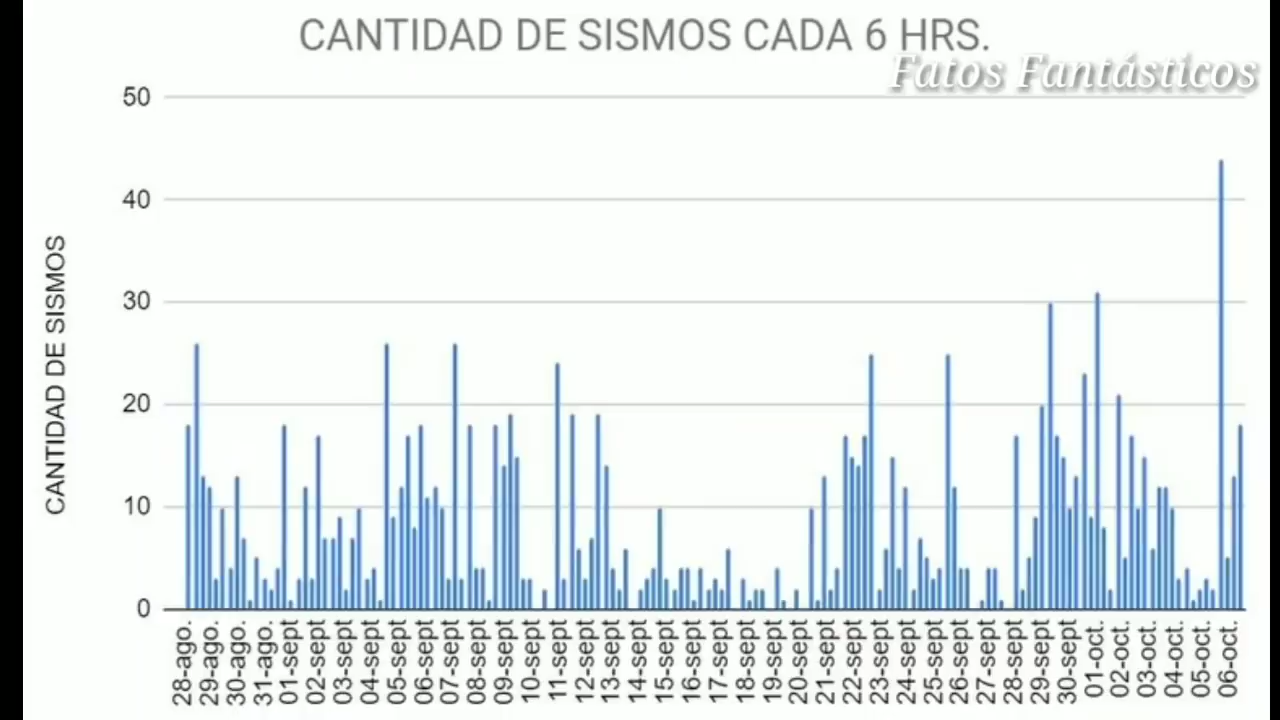 CANTIDAD DE SISMOS CADA 6 HRS.
Fatos Fantásticos
CANTIDAD DE SISMOS
50
40
30
20
10
0
28-ago.
29-ago.
30-ago.
31-ago.
01-sept
02-sept
03-sept
04-sept
05-sept
06-sept
07-sept
08-sept
09-sept
10-sept
11-sept
12-sept
13-sept
14-sept
15-sept
16-sept
17-sept
18-sept
19-sept
20-sept
21-sept
22-sept
23-sept
24-sept
25-sept
26-sept
27-sept
28-sept
29-sept
30-sept
01-oct.
02-oct.
03-oct.
04-oct.
05-oct.
06-oct.